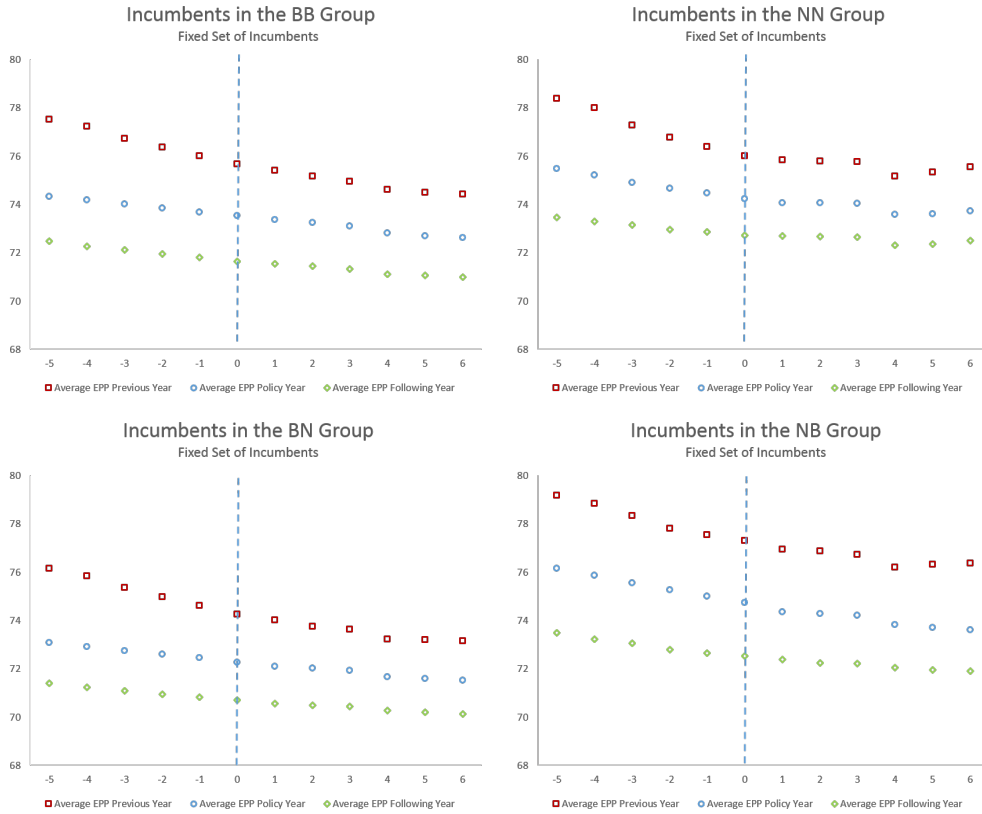 Incumbents in the BB Group
Fixed Set of Incumbents
80
78
76
74
72
70
68
-5 -4 -3 -2 -1 0 1 2 3 4 5 6
Average EPP Previous Year Average EPP Policy Year Average EPP Following Year
Incumbents in the NN Group
Fixed Set of Incumbents
80
78
76
74
72
70
68
-5 -4 -3 -2 -1 0 1 2 3 4 5 6
Average EPP Previous Year Average EPP Policy Year Average EPP Following Year
Incumbents in the BN Group
Fixed Set of Incumbents
80
78
76
74
72
70
68
-5 -4 -3 -2 -1 0 1 2 3 4 5 6
Average EPP Previous Year Average EPP Policy Year Average EPP Following Year
Incumbents in the NB Group
Fixed Set of Incumbents
80
78
76
74
72
70
68
-5 -4 -3 -2 -1 0 1 2 3 4 5 6
Average EPP Previous Year Average EPP Policy Year Average EPP Following Year